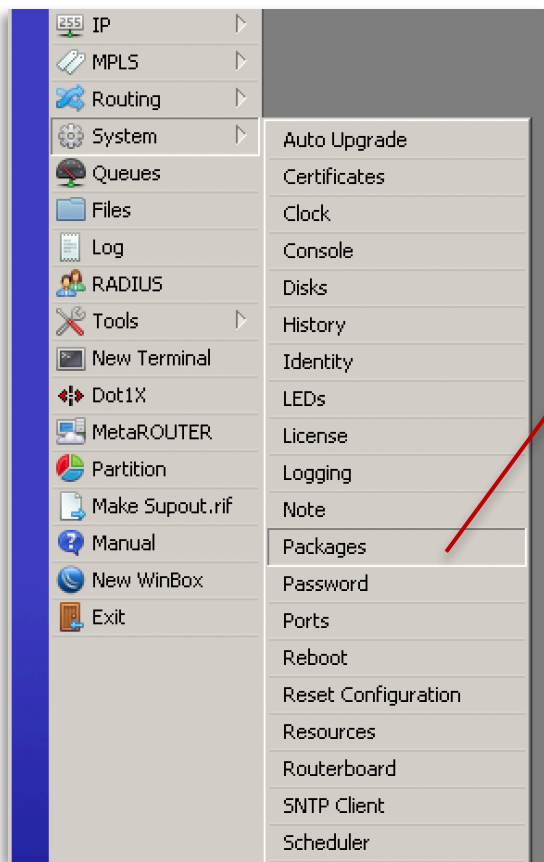 255 IP
MPLS
Routing
System
Queues
Files
Log
RADIUS
Tools
New Terminal
Dot1X
MetaROUTER
Partition
Make Supout.rif
Manual
New WinBox
Exit
Auto Upgrade
Certificates
Clock
Console
Disks
History
Identity
LEDs
License
Logging
Note
Packages
Password
Ports
Reboot
Reset Configuration
Resources
Routerboard
SNTP Client
Scheduler